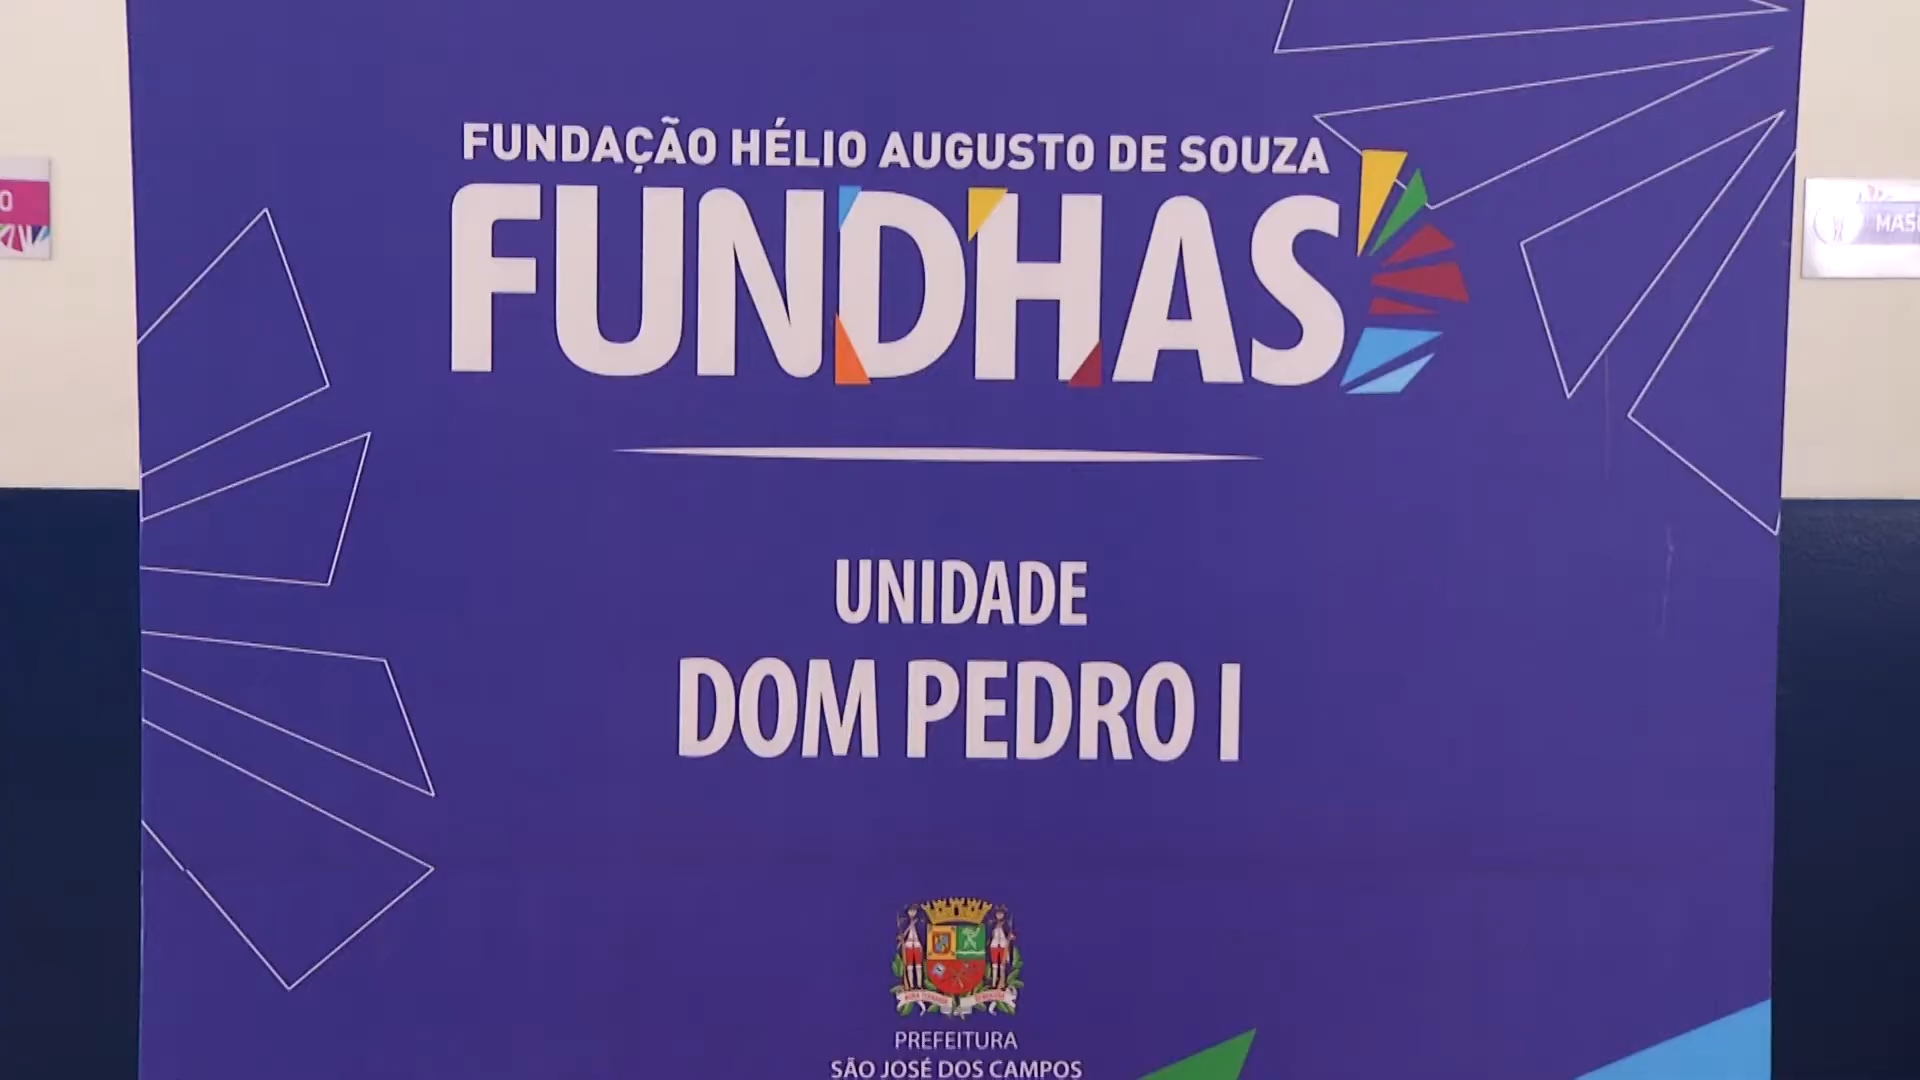 FUNDAÇÃO HÉLIO AUGUSTO DE SOUZA
FUNDHAS
UNIDADE
DOM PEDRO I
PREFEITURA
SÃO JOSÉ DOS CAMPOS